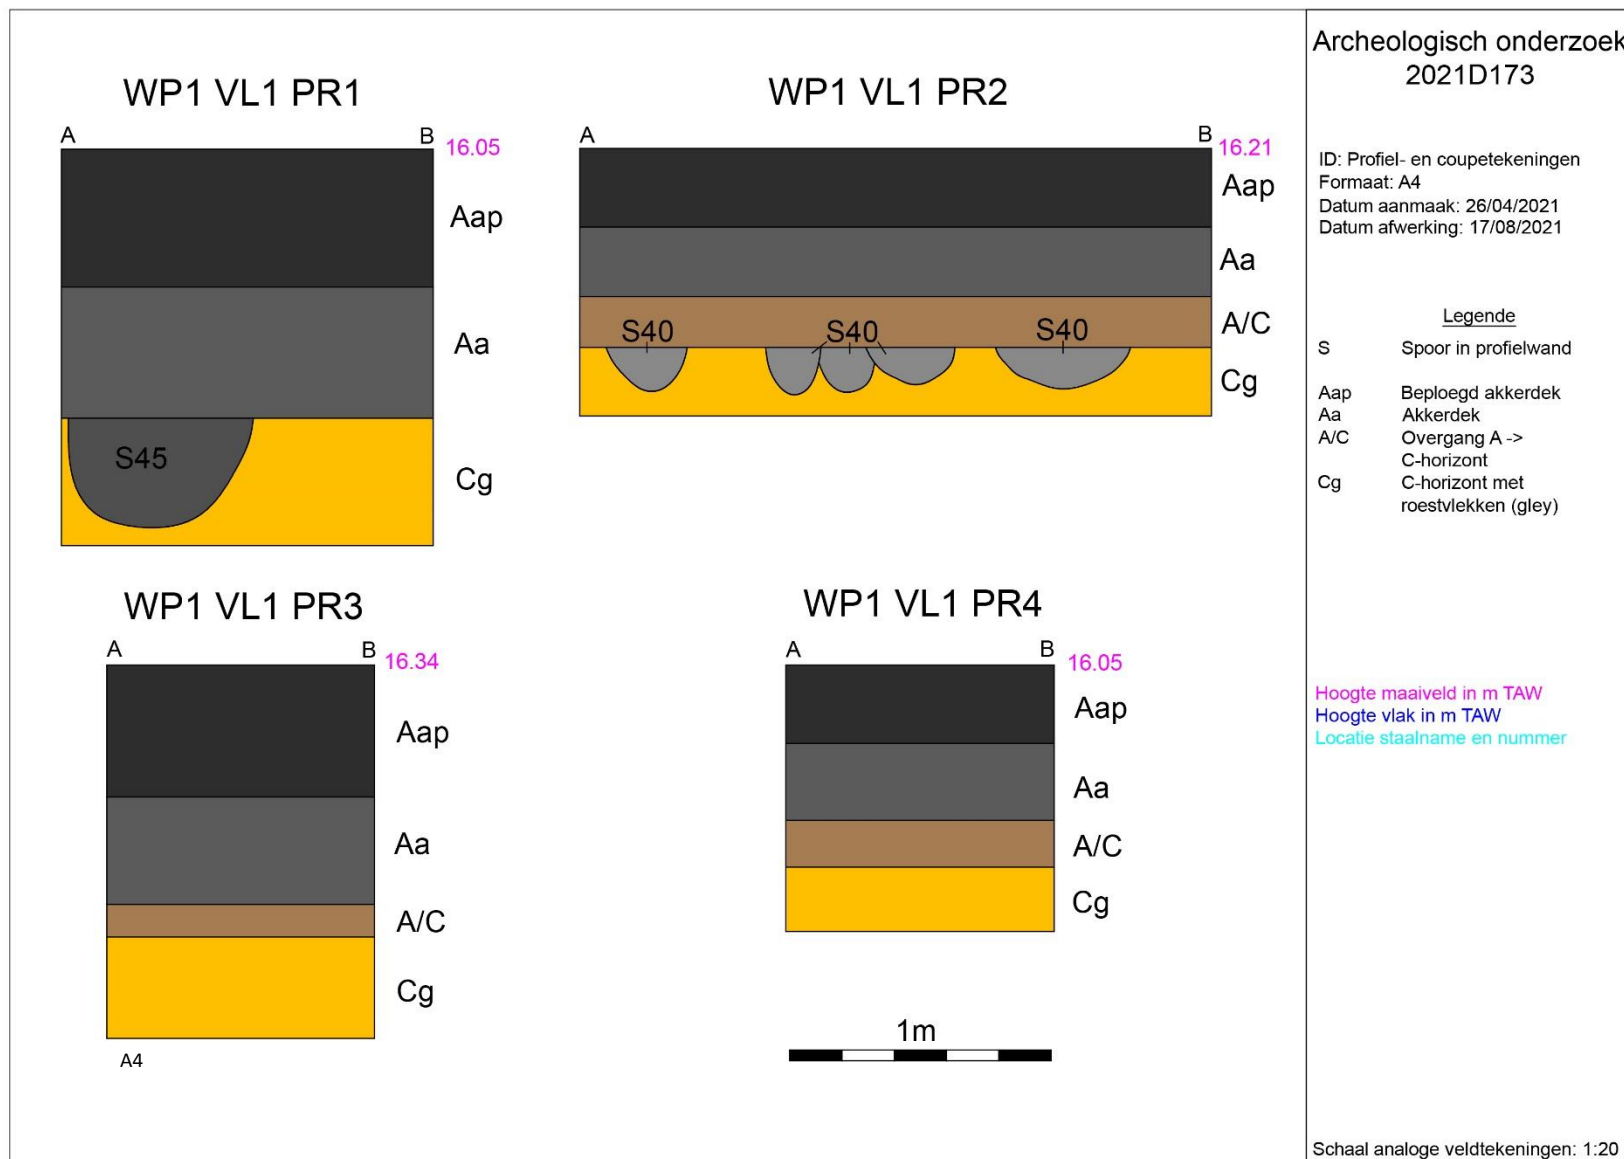 WP1 VL1 PR1
A
B
16.05
Aap
Aa
Cg
S45
WP1 VL1 PR2
A
B
16.21
Aap
Aa
A/C
Cg
S40
S40
S40
WP1 VL1 PR3
A
B
16.34
Aap
Aa
A/C
Cg
A4
WP1 VL1 PR4
A
B
16.05
Aap
Aa
A/C
Cg
1m
Archeologisch onderzoek
2021D173
ID: Profiel- en coupetekeningen
Formaat: A4
Datum aanmaak: 26/04/2021
Datum afwerking: 17/08/2021
Legende
S Spoor in profielwand
Aap Beploegd akkerdek
Aa Akkerdek
A/C Overgang A ->
C-horizont
Cg C-horizont met
roestvlekken (gley)
Hoogte maaiveld in m TAW
Hoogte vlak in m TAW
Locatie staalname en nummer
Schaal analoge veldtekeningen: 1:20